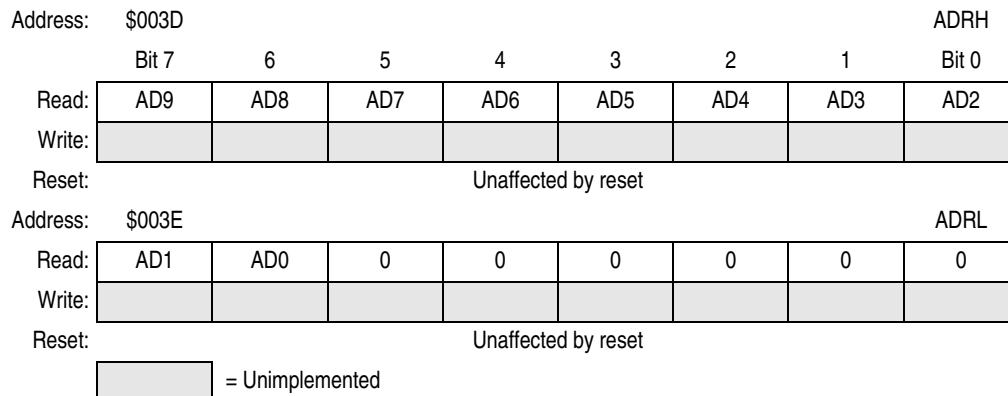 Address: $003D ADRH
Bit 7 6 5 4 3 2 1 Bit 0
Read: AD9 AD8 AD7 AD6 AD5 AD4 AD3 AD2
Write:
Reset: Unaffected by reset
Address: $003E ADRL
Read: AD1 AD0 0 0 0 0 0 0
Write:
Reset: Unaffected by reset
= Unimplemented